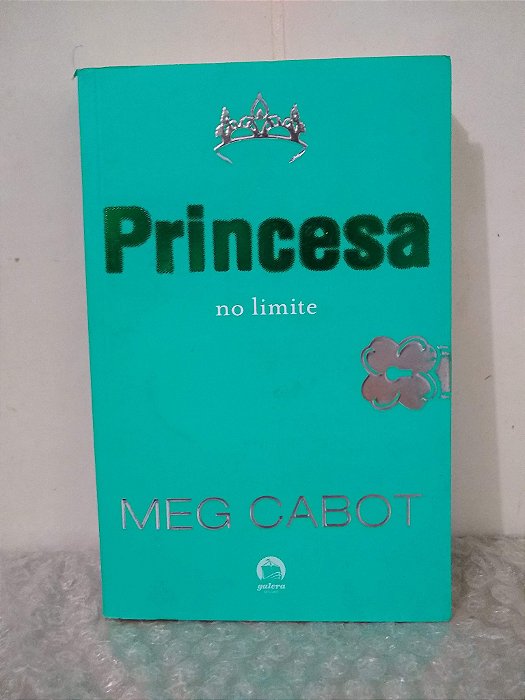 Princesa
no limite
MEG CABOT
galera